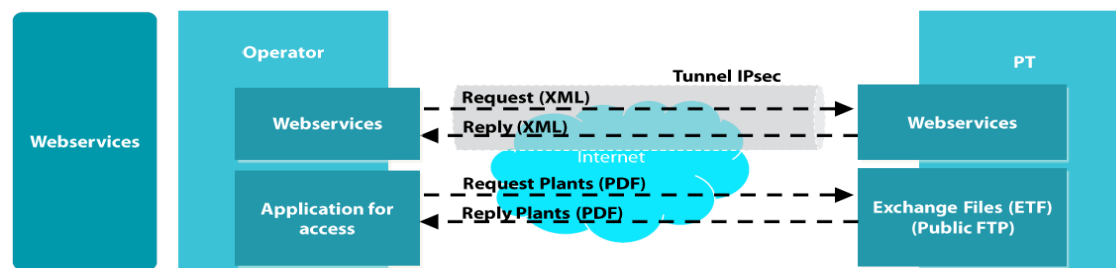 Webservices
Operator
Tunnel IPsec
PT
Webservices
Request (XML)
Reply (XML)
Webservices
Internet
Application for
access
Request Plants (PDF)
Reply Plants (PDF)
Exchange Files (ETF)
(Public FTP)